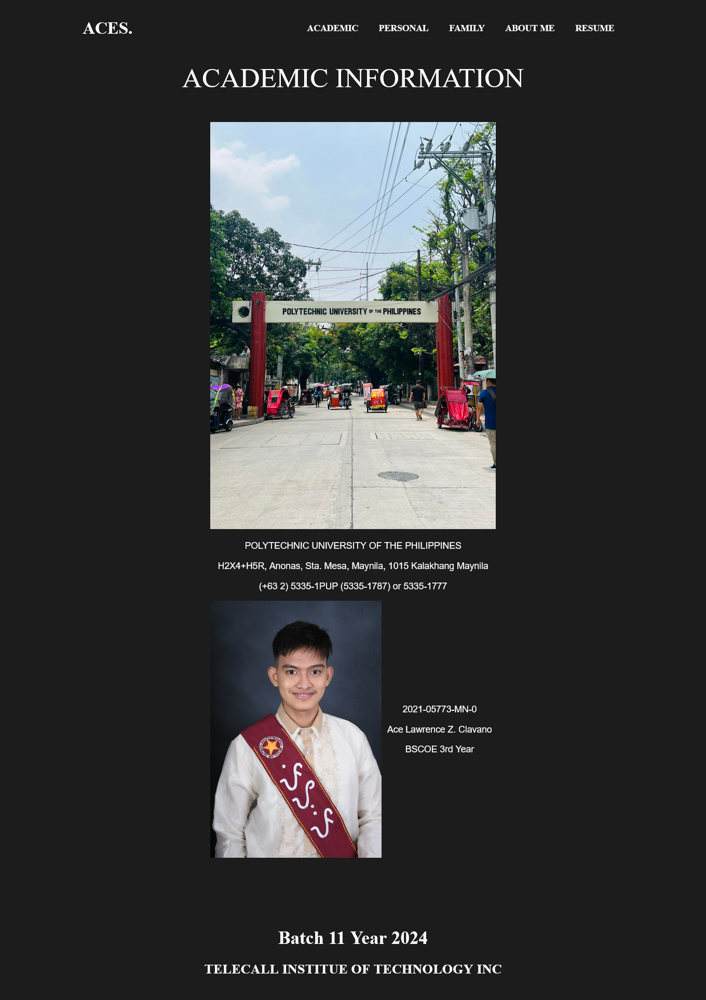 ACES.
ACADEMIC PERSONAL FAMILY ABOUT ME RESUME
ACADEMIC INFORMATION
POLYTECHNIC UNIVERSITY OF THE PHILIPPINES
POLYTECHNIC UNIVERSITY OF THE PHILIPPINES
H2X4+H5R, Anonas, Sta. Mesa, Maynila, 1015 Kalakhang Maynila
(+63 2) 5335-1PUP (5335-1787) or 5335-1777
2021-05773-MN-0
Ace Lawrence Z. Clavano
BSCOE 3rd Year
Batch 11 Year 2024
TELECALL INSTITUE OF TECHNOLOGY INC